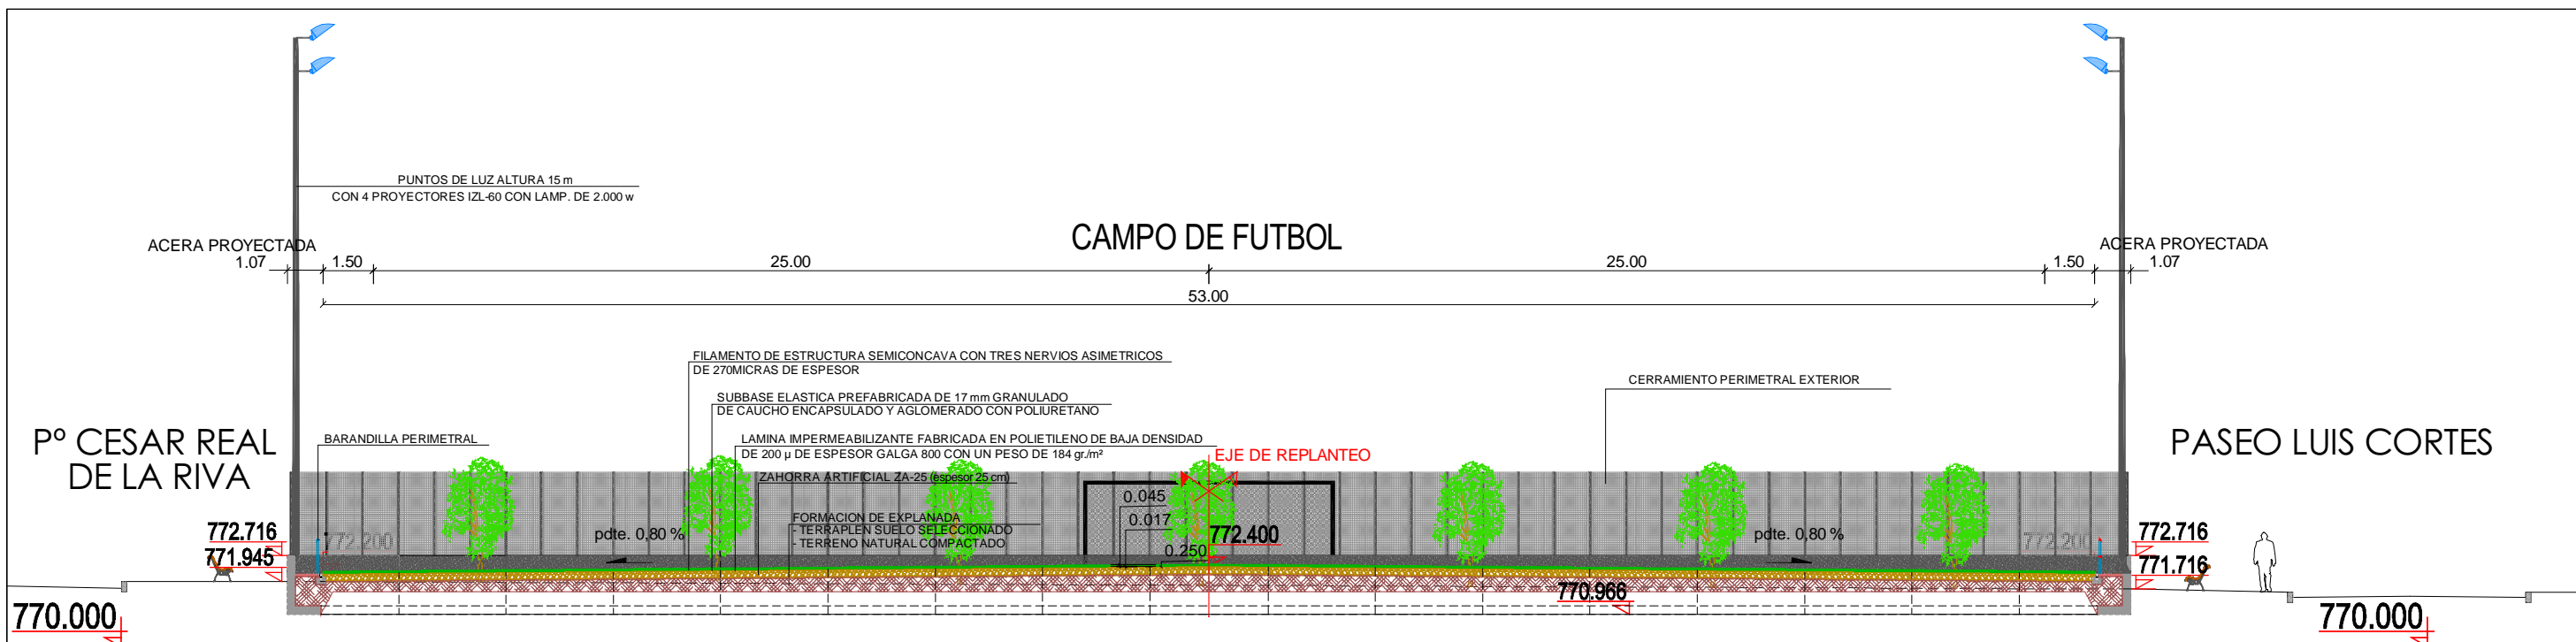 PUNTOS DE LUZ ALTURA 15 m
CON 4 PROYECTORES IZL-60 CON LAMP. DE 2.000 w
CAMPO DE FUTBOL
ACERA PROYECTADA
1.07
1.50
25.00
25.00
1.50
ACERA PROYECTADA
1.07
53.00
FILAMENTO DE ESTRUCTURA SEMICONCAVA CON TRES NERVIOS ASIMETRICOS
DE 270MICRAS DE ESPESOR
CERRAMIENTO PERIMETRAL EXTERIOR
SUBBASE ELASTICA PREFABRICADA DE 17 mm GRANULADO
DE CAUCHO ENCAPSULADO Y AGLOMERADO CON POLIURETANO
Pº CESAR REAL
DE LA RIVA
BARANDILLA PERIMETRAL
LAMINA IMPERMEABILIZANTE FABRICADA EN POLIETILENO DE BAJA DENSIDAD
DE 200 µ DE ESPESOR GALGA 800 CON UN PESO DE 184 gr./m²
EJE DE REPLANTEO
PASEO LUIS CORTES
ZAHORRA ARTIFICIAL ZA-25 (espesor 25 cm)
0.045
FORMACION DE EXPLANADA
- TERRAPLEN SUELO SELECCIONADO
- TERRENO NATURAL COMPACTADO
0.017
772.716
772.200
pdte. 0,80 %
772.400
pdte. 0,80 %
772.200
772.716
771.945
0.250
771.716
770.966
770.000
770.000